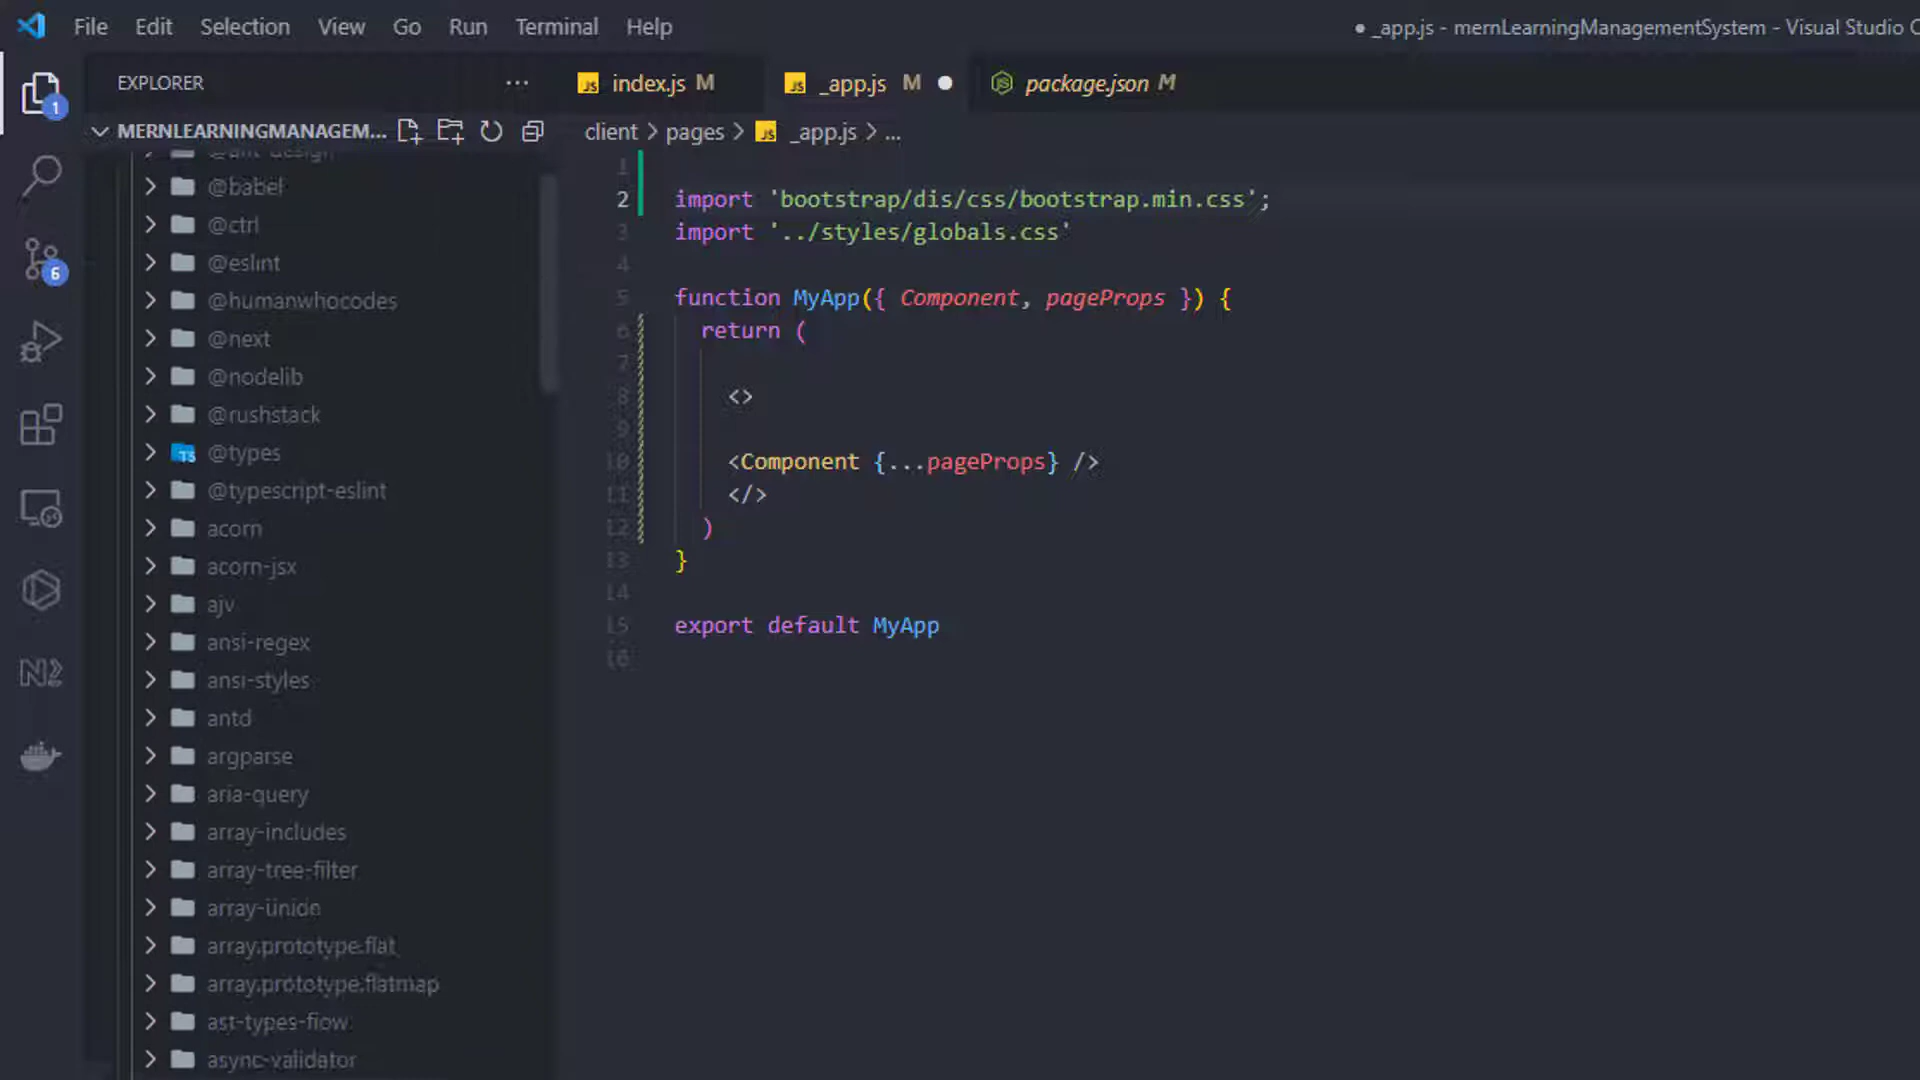 File Edit Selection View Go Run Terminal Help
● _app.js - mernLearningManagementSystem - Visual Studio C
EXPLORER ···
index.js M
_app.js M ●
package.json M
MERNLEARNINGMANAGEM...
client > pages > _app.js > ...
@ant-design
@babel
@ctrl
@eslint
@humanwhocodes
@next
@nodelib
@rushstack
@types
@typescript-eslint
acorn
acorn-jsx
ajv
ansi-regex
ansi-styles
antd
argparse
aria-query
array-includes
array-tree-filter
array-union
array.prototype.flat
array.prototype.flatmap
ast-types-flow
async-validator
1
2 import 'bootstrap/dis/css/bootstrap.min.css';
3 import '../styles/globals.css'
4
5 function MyApp({ Component, pageProps }) {
6 return (
7
8 <>
9
10 <Component {...pageProps} />
11 </>
12 )
13 }
14
15 export default MyApp
16
1
6
TS